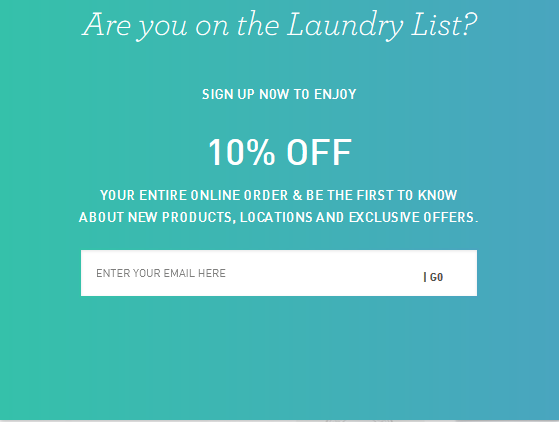 Are you on the Laundry List?
SIGN UP NOW TO ENJOY
10% OFF
YOUR ENTIRE ONLINE ORDER & BE THE FIRST TO KNOW
ABOUT NEW PRODUCTS, LOCATIONS AND EXCLUSIVE OFFERS.
ENTER YOUR EMAIL HERE | GO